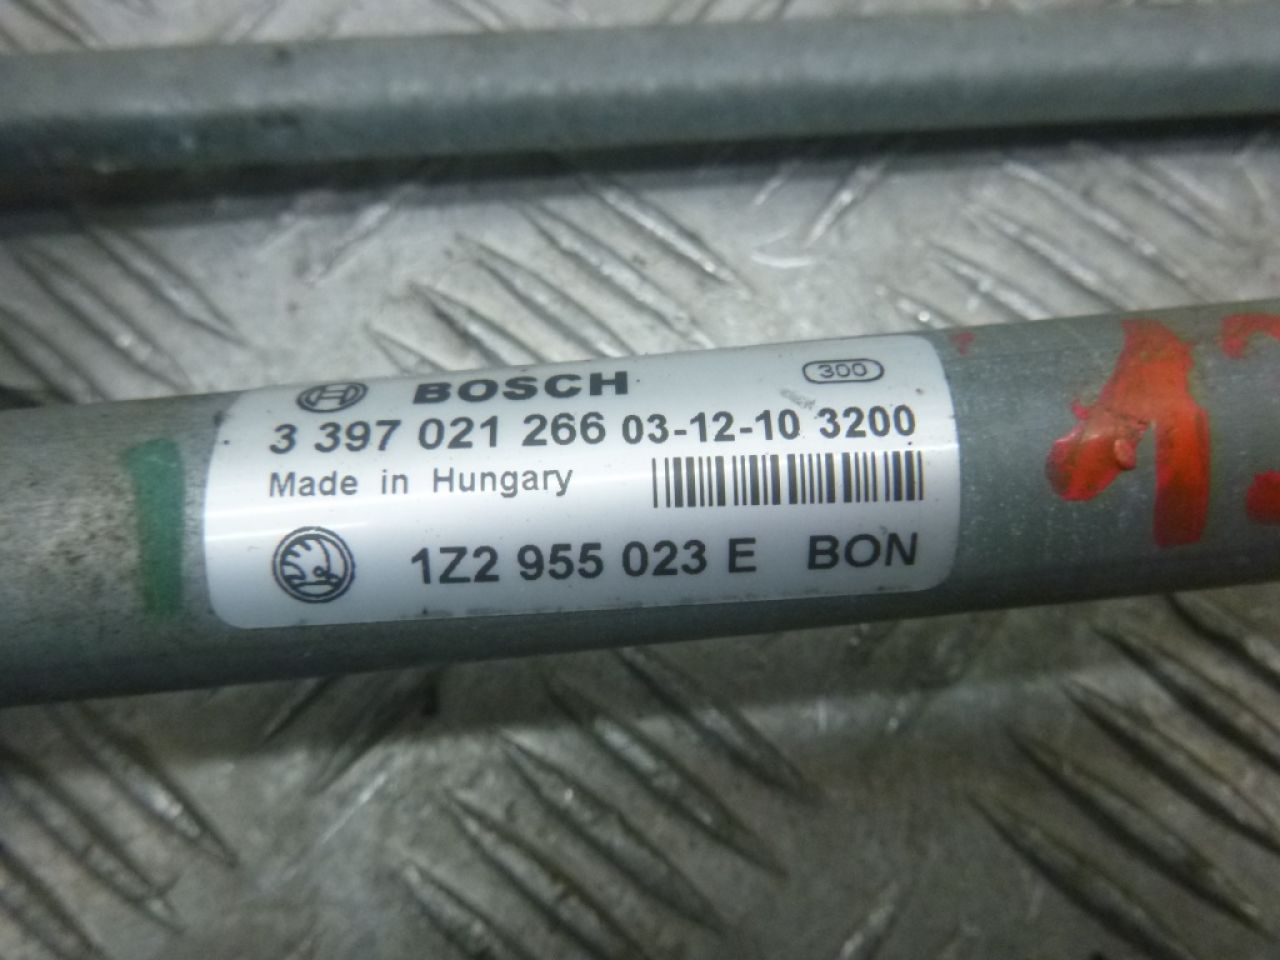 BOSCH 300
3 397 021 266 03-12-10 3200
Made in Hungary
1Z2 955 023 E BON